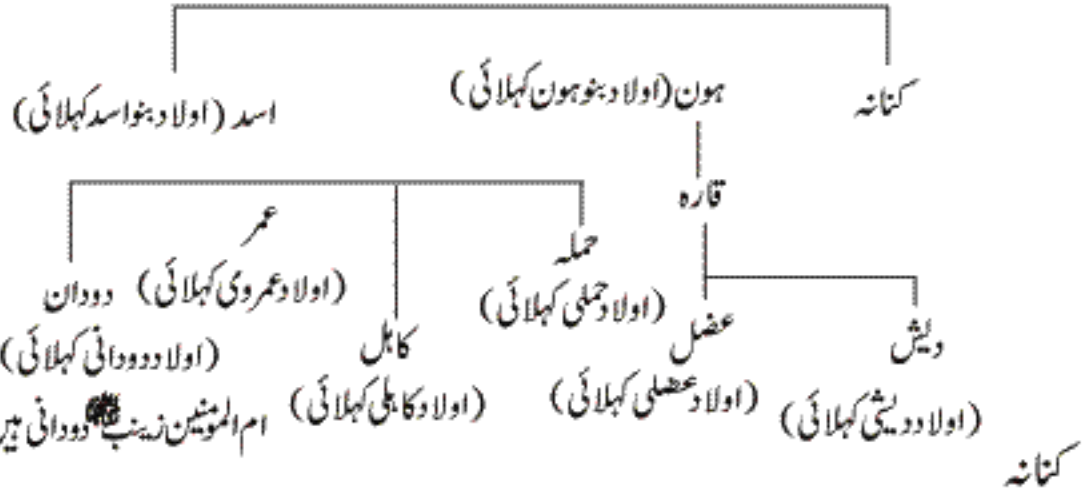 کنانہ
ہون (اولاد بنو ہون کہلائی)
اسد (اولاد بنو اسد کہلائی)
قارہ
دیش
(اولاد دیشی کہلائی)
عضل
(اولاد عضلی کہلائی)
حملہ
(اولاد حملی کہلائی)
کاہل
(اولاد کاہلی کہلائی)
عمر
(اولاد عمروی کہلائی)
دودان
(اولاد دودانی کہلائی)
ام المومنین زینب دودانی ہیں
کنانہ